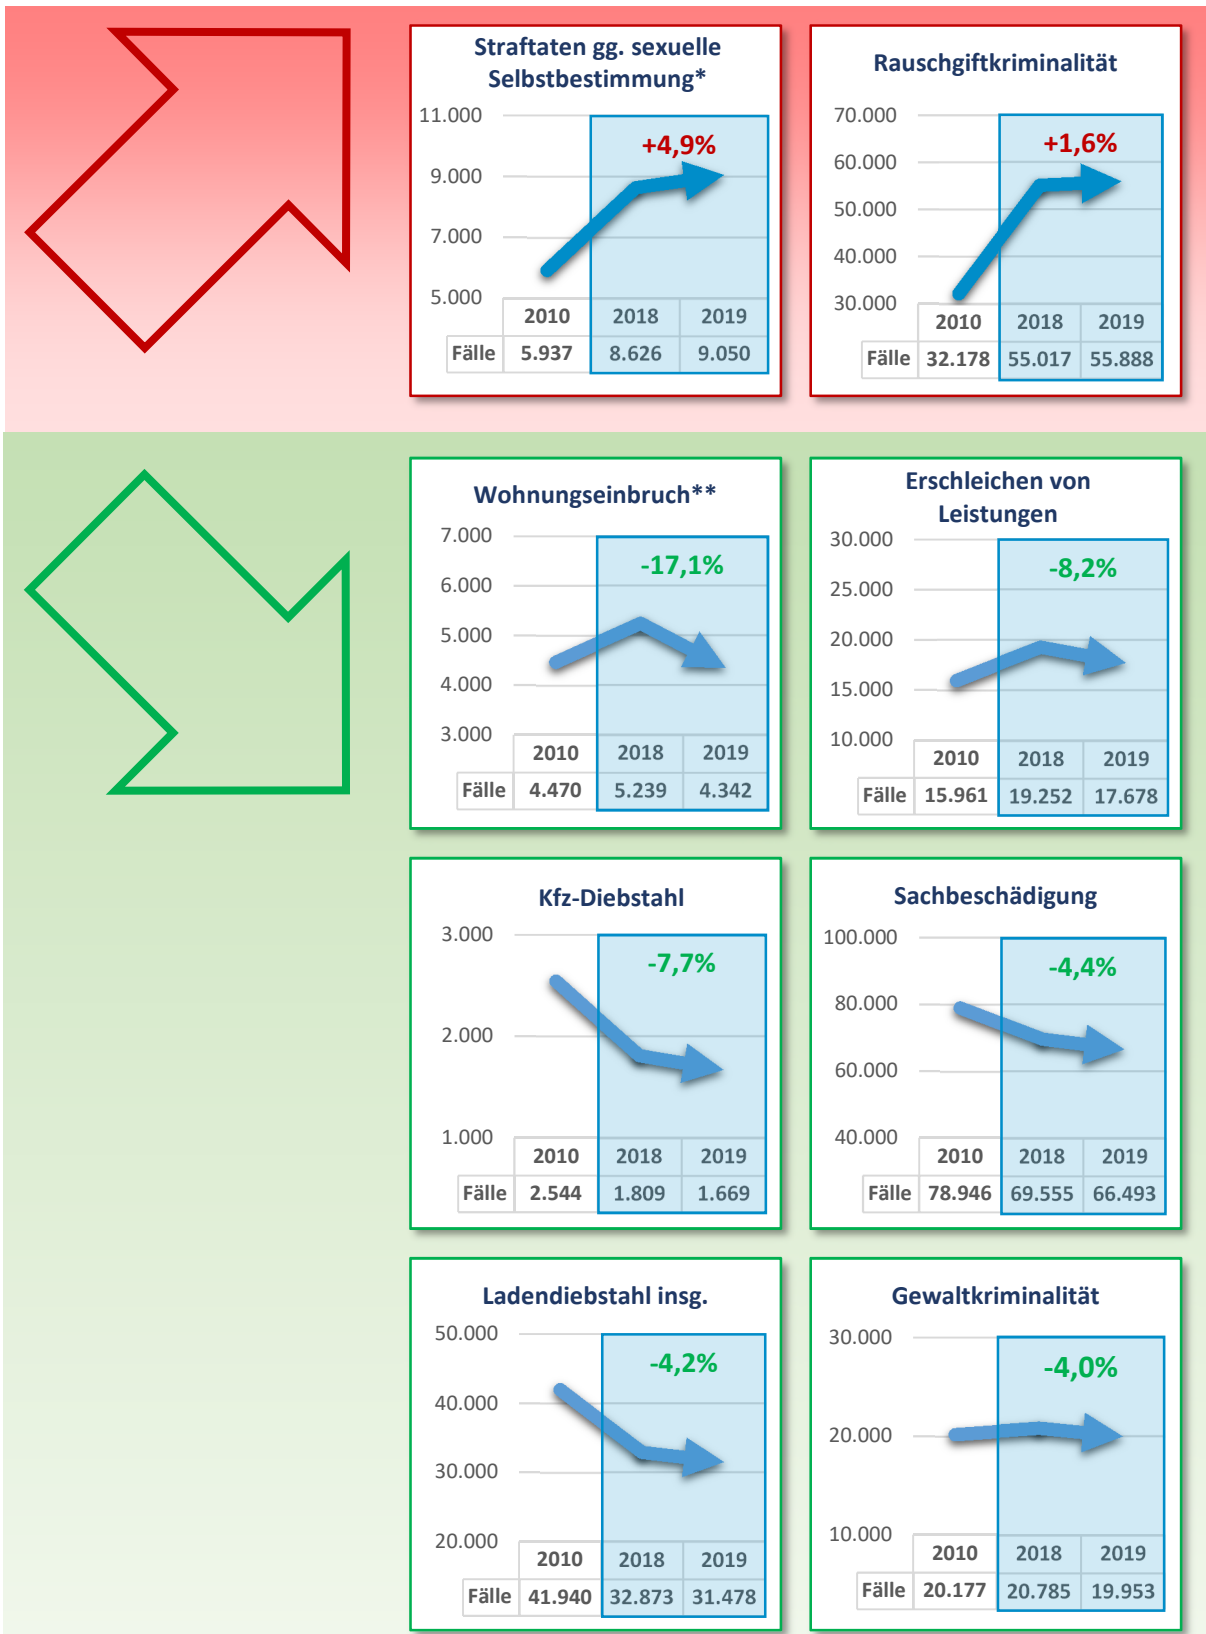 Straftaten gg. sexuelle
Selbstbestimmung*
11.000
+4,9%
9.000
7.000
5.000
2010 2018 2019
Fälle 5.937 8.626 9.050
Rauschgiftkriminalität
70.000
+1,6%
60.000
50.000
40.000
30.000
2010 2018 2019
Fälle 32.178 55.017 55.888
Wohnungseinbruch**
7.000
-17,1%
6.000
5.000
4.000
3.000
2010 2018 2019
Fälle 4.470 5.239 4.342
Erschleichen von
Leistungen
30.000
-8,2%
25.000
20.000
15.000
10.000
2010 2018 2019
Fälle 15.961 19.252 17.678
Kfz-Diebstahl
3.000
-7,7%
2.000
1.000
2010 2018 2019
Fälle 2.544 1.809 1.669
Sachbeschädigung
100.000
-4,4%
80.000
60.000
40.000
2010 2018 2019
Fälle 78.946 69.555 66.493
Ladendiebstahl insg.
50.000
-4,2%
40.000
30.000
20.000
2010 2018 2019
Fälle 41.940 32.873 31.478
Gewaltkriminalität
30.000
-4,0%
20.000
10.000
2010 2018 2019
Fälle 20.177 20.785 19.953